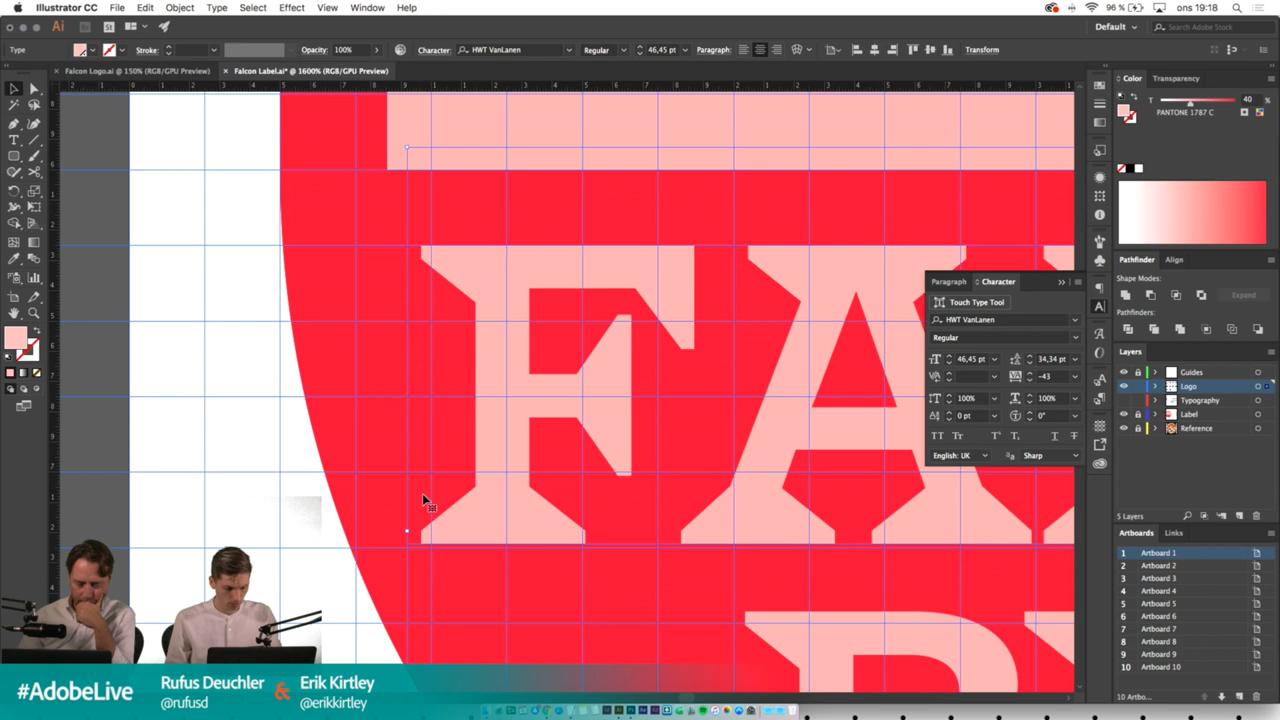 Illustrator CC File Edit Object Type Select Effect View Window Help
96 % ons 19:18
Ai Br St Default Search Adobe Stock
Type Stroke: Opacity: 100% Character: HWT VanLanen Regular 46,45 pt Paragraph: Transform
× Falcon Logo.ai @ 150% (RGB/GPU Preview) × Falcon Label.ai* @ 1600% (RGB/GPU Preview)
Color Transparency
T 40 %
PANTONE 1787 C
FA
Pathfinder Align
Shape Modes:
Expand
Pathfinders:
Paragraph Character
Touch Type Tool
HWT VanLanen
Regular
46,45 pt 34,34 pt
-43
100% 100%
0 pt 0°
English: UK Sharp
Layers
Guides
Logo
Typography
Label
Reference
5 Layers
Artboards Links
1 Artboard 1
2 Artboard 2
3 Artboard 3
4 Artboard 4
5 Artboard 5
6 Artboard 6
7 Artboard 7
8 Artboard 8
9 Artboard 9
10 Artboard 10
10 Artbo...
#AdobeLive Rufus Deuchler & Erik Kirtley
@rufusd @erikkirtley